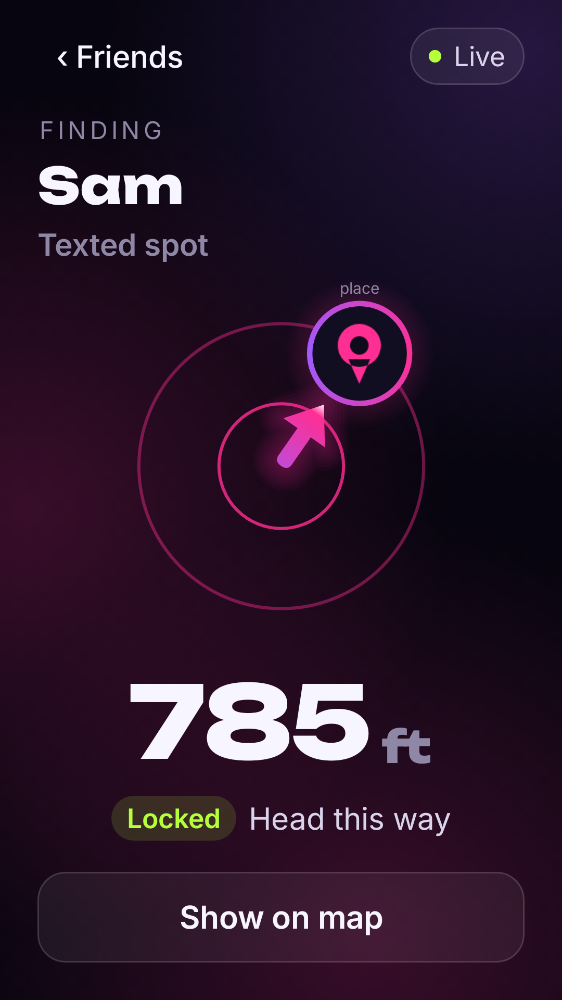 ‹ Friends
Live
FINDING
Sam
Texted spot
place
785 ft
Locked Head this way
Show on map